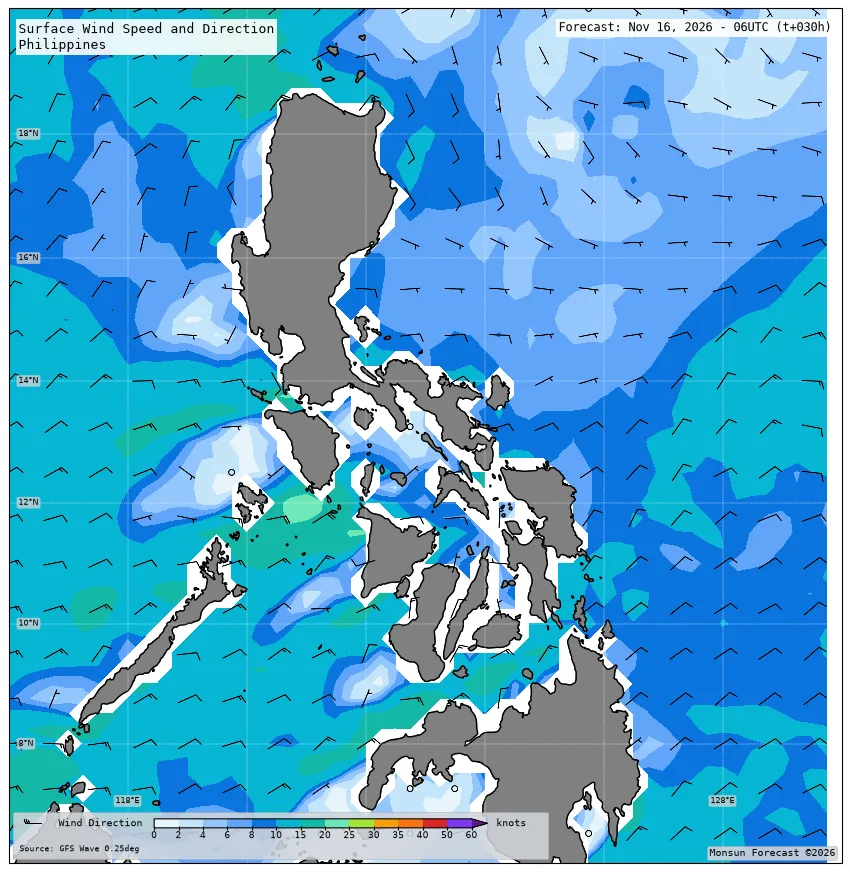 Surface Wind Speed and Direction
Philippines
Forecast: Nov 16, 2026 - 06UTC (t+030h)
18°N
16°N
14°N
12°N
10°N
8°N
118°E
128°E
Wind Direction
0 2 4 6 8 10 15 20 25 30 35 40 50 60
knots
Source: GFS Wave 0.25deg
Monsun Forecast ©2026